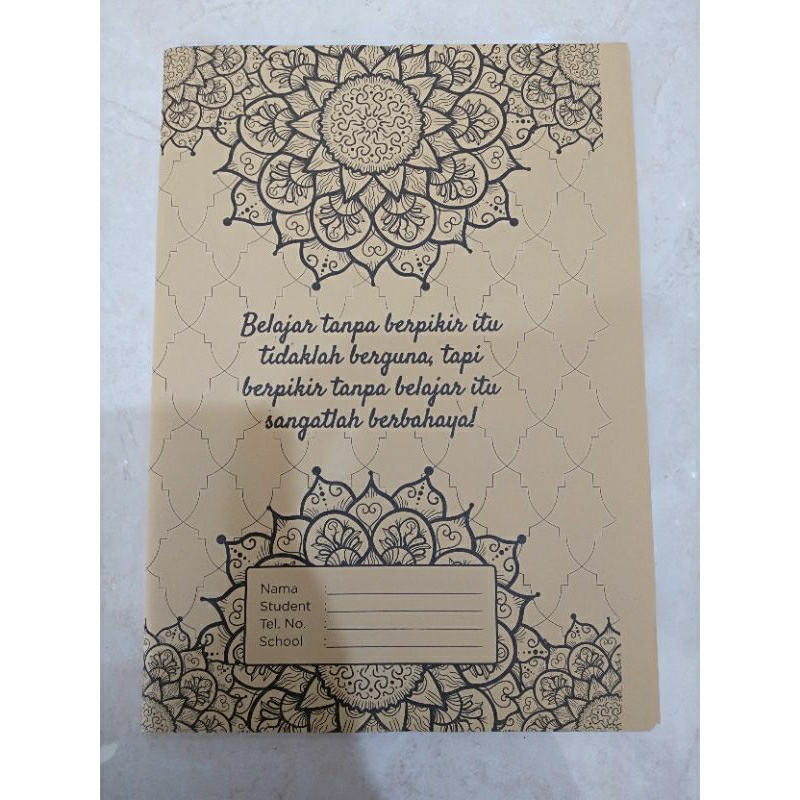 Belajar tanpa berpikir itu
tidaklah berguna, tapi
berpikir tanpa belajar itu
sangatlah berbahaya!
Nama :
Student :
Tel. No. :
School :